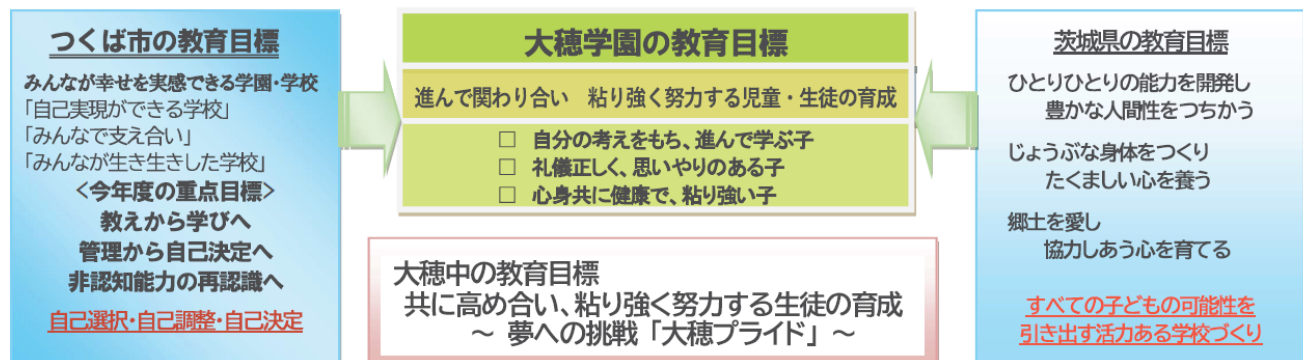 つくば市の教育目標
みんなが幸せを実感できる学園・学校
「自己実現ができる学校」
「みんなで支え合い」
「みんなが生き生きした学校」
<今年度の重点目標>
教えから学びへ
管理から自己決定へ
非認知能力の再認識へ
自己選択・自己調整・自己決定
大穂学園の教育目標
進んで関わり合い　粘り強く努力する児童・生徒の育成
□　自分の考えをもち、進んで学ぶ子
□　礼儀正しく、思いやりのある子
□　心身共に健康で、粘り強い子
大穂中の教育目標
共に高め合い、粘り強く努力する生徒の育成
～ 夢への挑戦 「大穂プライド」 ～
茨城県の教育目標
ひとりひとりの能力を開発し
豊かな人間性をつちかう
じょうぶな身体をつくり
たくましい心を養う
郷土を愛し
協力しあう心を育てる
すべての子どもの可能性を
引き出す活力ある学校づくり